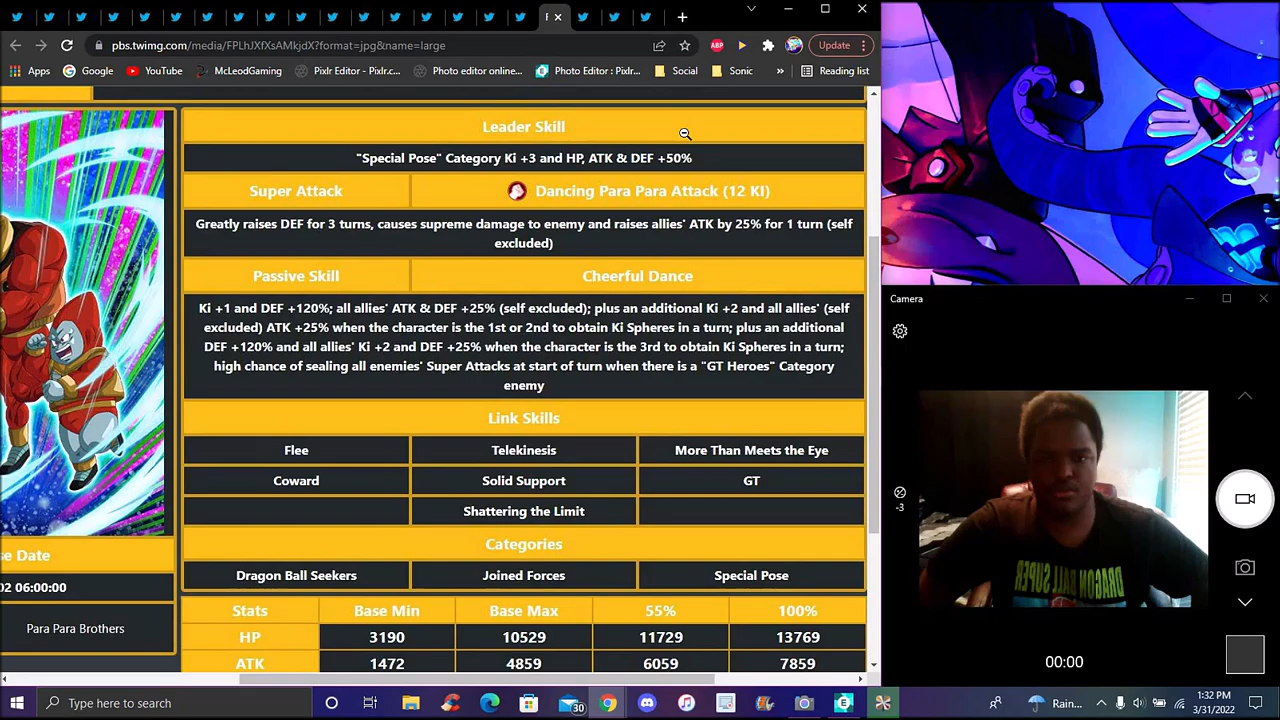 F
Update
pbs.twimg.com/media/FPLhJXfXsAMkjdX?format=jpg&name=large
ABP
Apps
Google
YouTube
McLeodGaming
Pixlr Editor - Pixlr.c...
Photo editor online...
Photo Editor : Pixlr...
Social
Sonic
»
Reading list
Leader Skill
"Special Pose" Category Ki +3 and HP, ATK & DEF +50%
Super Attack
Dancing Para Para Attack (12 KI)
Greatly raises DEF for 3 turns, causes supreme damage to enemy and raises allies' ATK by 25% for 1 turn (self
excluded)
Passive Skill
Cheerful Dance
Ki +1 and DEF +120%; all allies' ATK & DEF +25% (self excluded); plus an additional Ki +2 and all allies' (self
excluded) ATK +25% when the character is the 1st or 2nd to obtain Ki Spheres in a turn; plus an additional
DEF +120% and all allies' Ki +2 and DEF +25% when the character is the 3rd to obtain Ki Spheres in a turn;
high chance of sealing all enemies' Super Attacks at start of turn when there is a "GT Heroes" Category
enemy
Link Skills
Flee
Telekinesis
More Than Meets the Eye
Coward
Solid Support
GT
Shattering the Limit
Categories
Dragon Ball Seekers
Joined Forces
Special Pose
Stats
Base Min
Base Max
55%
100%
HP
3190
10529
11729
13769
ATK
1472
4859
6059
7859
se Date
02 06:00:00
Para Para Brothers
Camera
-3
DRAGON BALL SUPER
00:00
Type here to search
30
Rain...
1:32 PM
3/31/2022